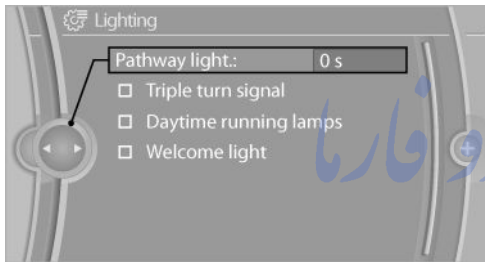 Lighting
Pathway light.: 0 s
Triple turn signal
Daytime running lamps
Welcome light